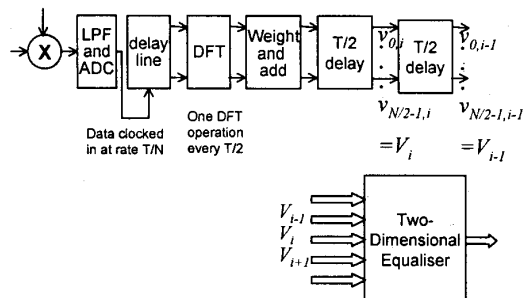 X
LPF
and
ADC
delay
line
DFT
Weight
and add
T/2
delay
v0,i
⋮
vN/2-1,i
=Vi
T/2
delay
v0,i-1
⋮
vN/2-1,i-1
=Vi-1
Data clocked
in at rate T/N
One DFT
operation
every T/2
Vi-1
Vi
Vi+1
Two-
Dimensional
Equaliser